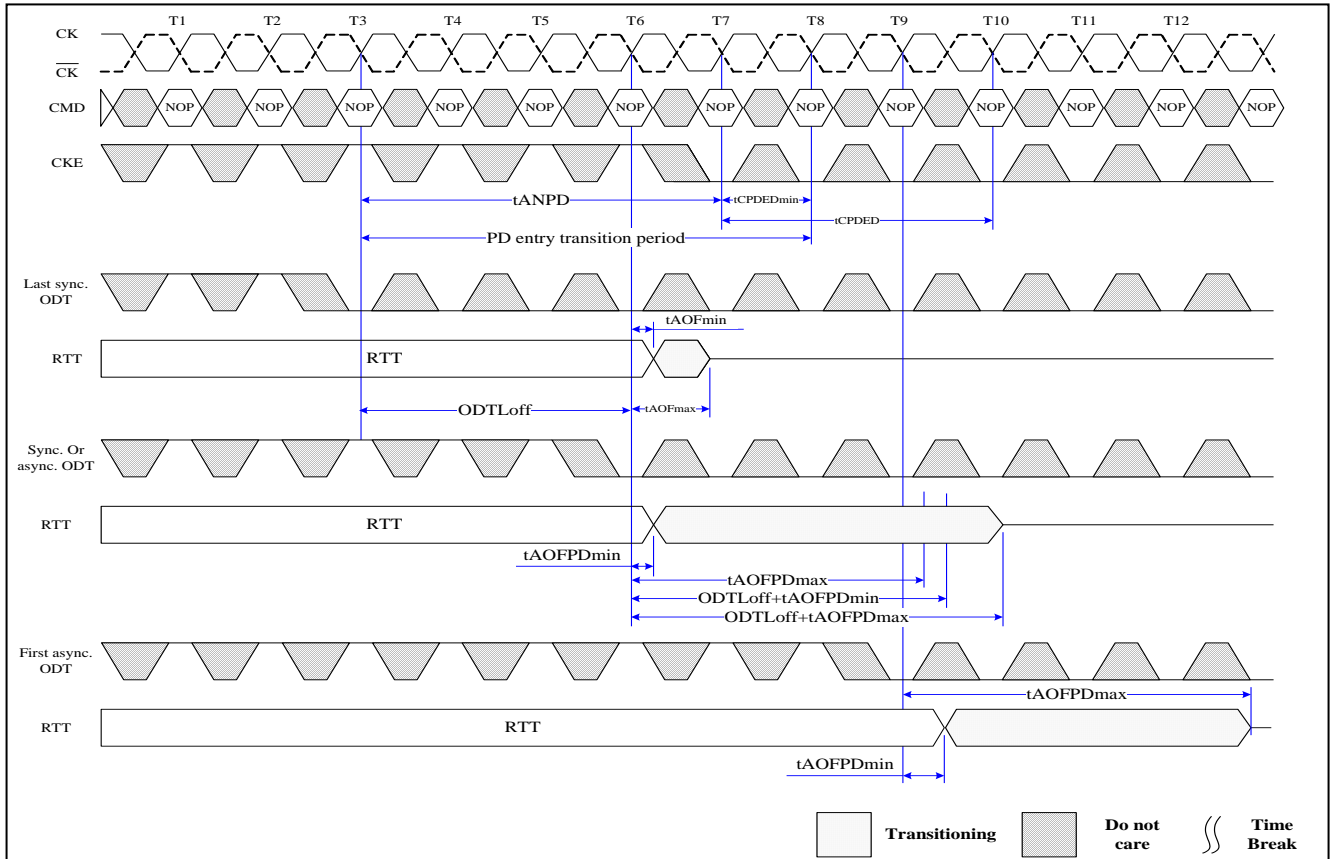 T1 T2 T3 T4 T5 T6 T7 T8 T9 T10 T11 T12
CK
CK
CMD NOP NOP NOP NOP NOP NOP NOP NOP NOP NOP NOP NOP NOP
CKE
tANPD tCPDEDmin tCPDED
PD entry transition period
Last sync.
ODT
tAOFmin
RTT RTT
ODTLoff tAOFmax
Sync. Or
async. ODT
RTT RTT
tAOFPDmin
tAOFPDmax
ODTLoff+tAOFPDmin
ODTLoff+tAOFPDmax
First async.
ODT
tAOFPDmax
RTT RTT
tAOFPDmin
Transitioning Do not care Time Break